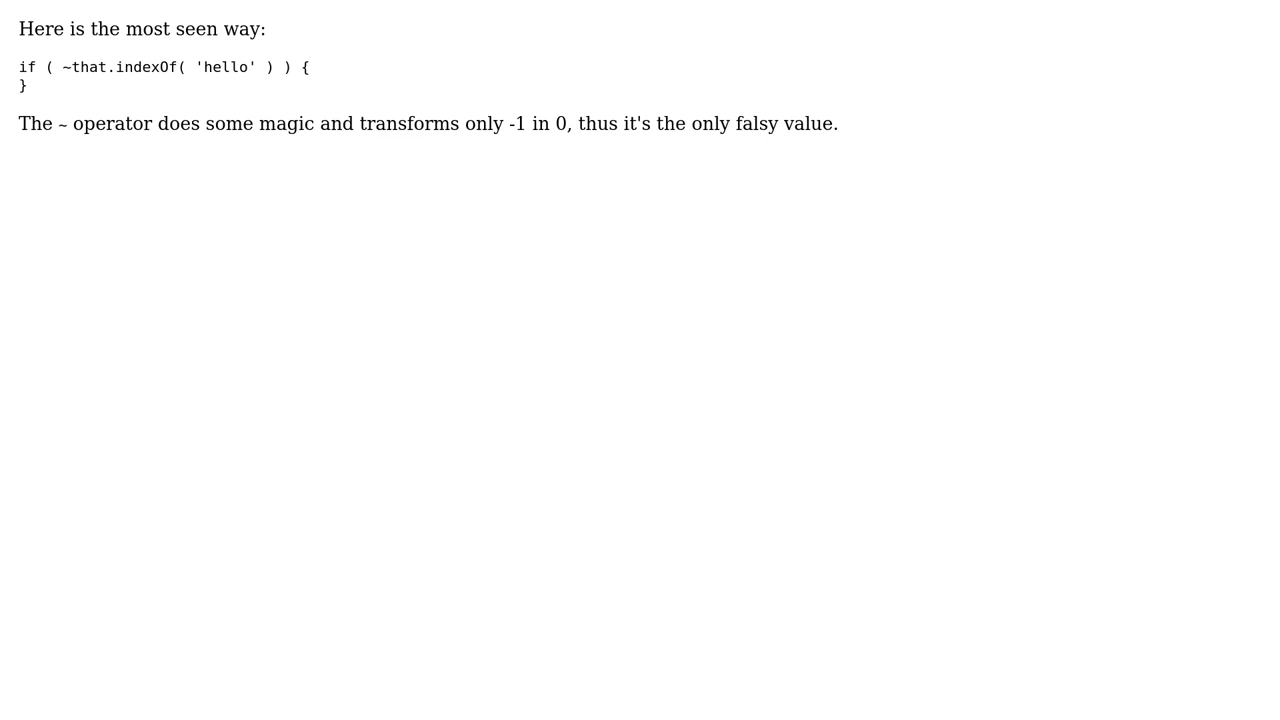 Here is the most seen way:
if ( ~that.indexOf( 'hello' ) ) {
}
The ~ operator does some magic and transforms only -1 in 0, thus it's the only falsy value.